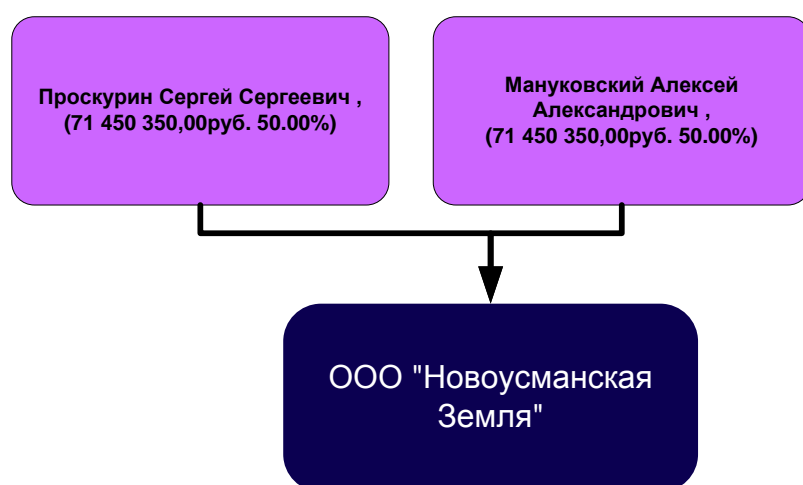 Проскурин Сергей Сергеевич ,
(71 450 350,00руб. 50.00%)
Мануковский Алексей
Александрович ,
(71 450 350,00руб. 50.00%)
ООО "Новоусманская
Земля"